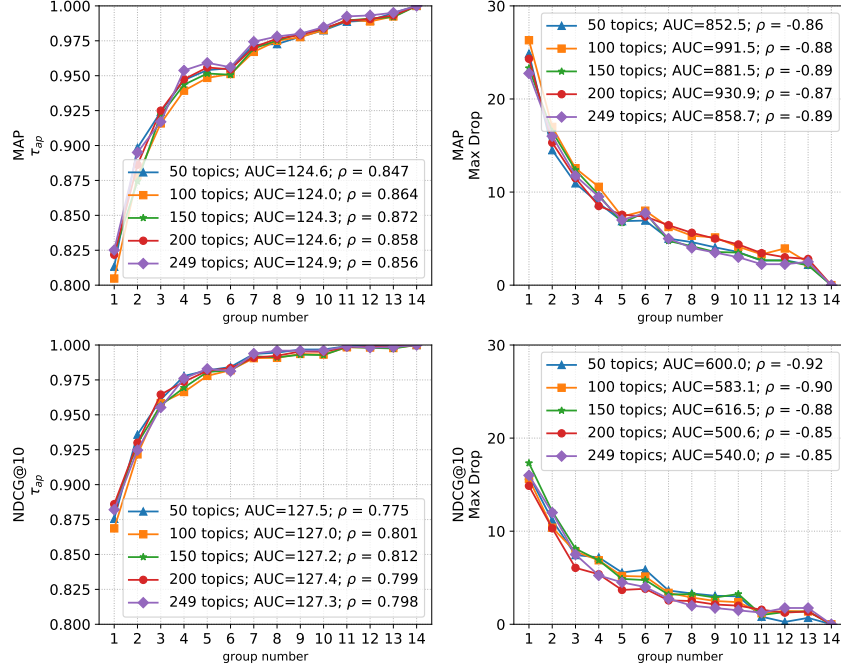 1.000
0.975
0.950
0.925
0.900
0.875
0.850
0.825
0.800
MAP
τap
50 topics; AUC=124.6; ρ = 0.847
100 topics; AUC=124.0; ρ = 0.864
150 topics; AUC=124.3; ρ = 0.872
200 topics; AUC=124.6; ρ = 0.858
249 topics; AUC=124.9; ρ = 0.856
1 2 3 4 5 6 7 8 9 10 11 12 13 14
group number
30
20
10
0
MAP
Max Drop
50 topics; AUC=852.5; ρ = -0.86
100 topics; AUC=991.5; ρ = -0.88
150 topics; AUC=881.5; ρ = -0.89
200 topics; AUC=930.9; ρ = -0.87
249 topics; AUC=858.7; ρ = -0.89
1 2 3 4 5 6 7 8 9 10 11 12 13 14
group number
1.000
0.975
0.950
0.925
0.900
0.875
0.850
0.825
0.800
NDCG@10
τap
50 topics; AUC=127.5; ρ = 0.775
100 topics; AUC=127.0; ρ = 0.801
150 topics; AUC=127.2; ρ = 0.812
200 topics; AUC=127.4; ρ = 0.799
249 topics; AUC=127.3; ρ = 0.798
1 2 3 4 5 6 7 8 9 10 11 12 13 14
group number
30
20
10
0
NDCG@10
Max Drop
50 topics; AUC=600.0; ρ = -0.92
100 topics; AUC=583.1; ρ = -0.90
150 topics; AUC=616.5; ρ = -0.88
200 topics; AUC=500.6; ρ = -0.85
249 topics; AUC=540.0; ρ = -0.85
1 2 3 4 5 6 7 8 9 10 11 12 13 14
group number